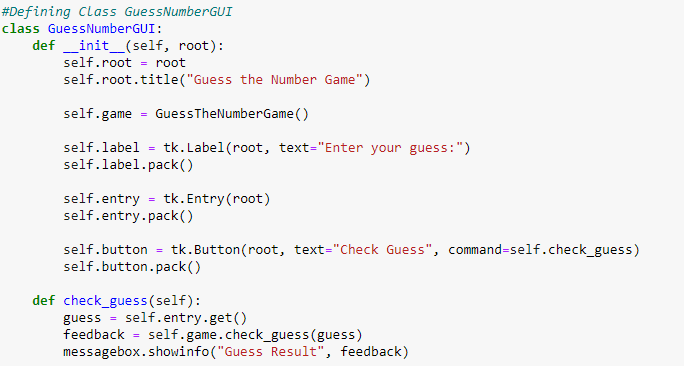 #Defining Class GuessNumberGUI
class GuessNumberGUI:
    def __init__(self, root):
        self.root = root
        self.root.title("Guess the Number Game")

        self.game = GuessTheNumberGame()

        self.label = tk.Label(root, text="Enter your guess:")
        self.label.pack()

        self.entry = tk.Entry(root)
        self.entry.pack()

        self.button = tk.Button(root, text="Check Guess", command=self.check_guess)
        self.button.pack()

    def check_guess(self):
        guess = self.entry.get()
        feedback = self.game.check_guess(guess)
        messagebox.showinfo("Guess Result", feedback)